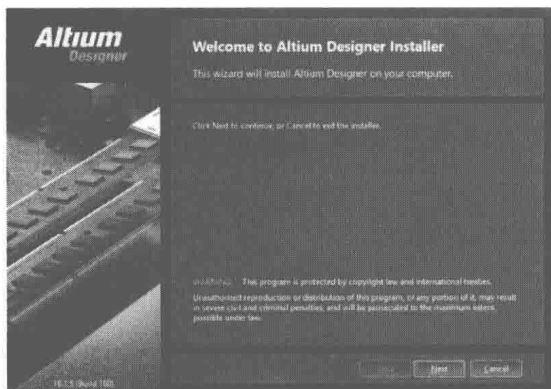 Altium
Designer
Welcome to Altium Designer Installer
This wizard will install Altium Designer on your computer.
Click Next to continue, or Cancel to exit the installer.
WARNING: This program is protected by copyright law and international treaties.
Unauthorized reproduction or distribution of this program, or any portion of it, may result
in severe civil and criminal penalties, and will be prosecuted to the maximum extent
possible under law.
Next
Cancel